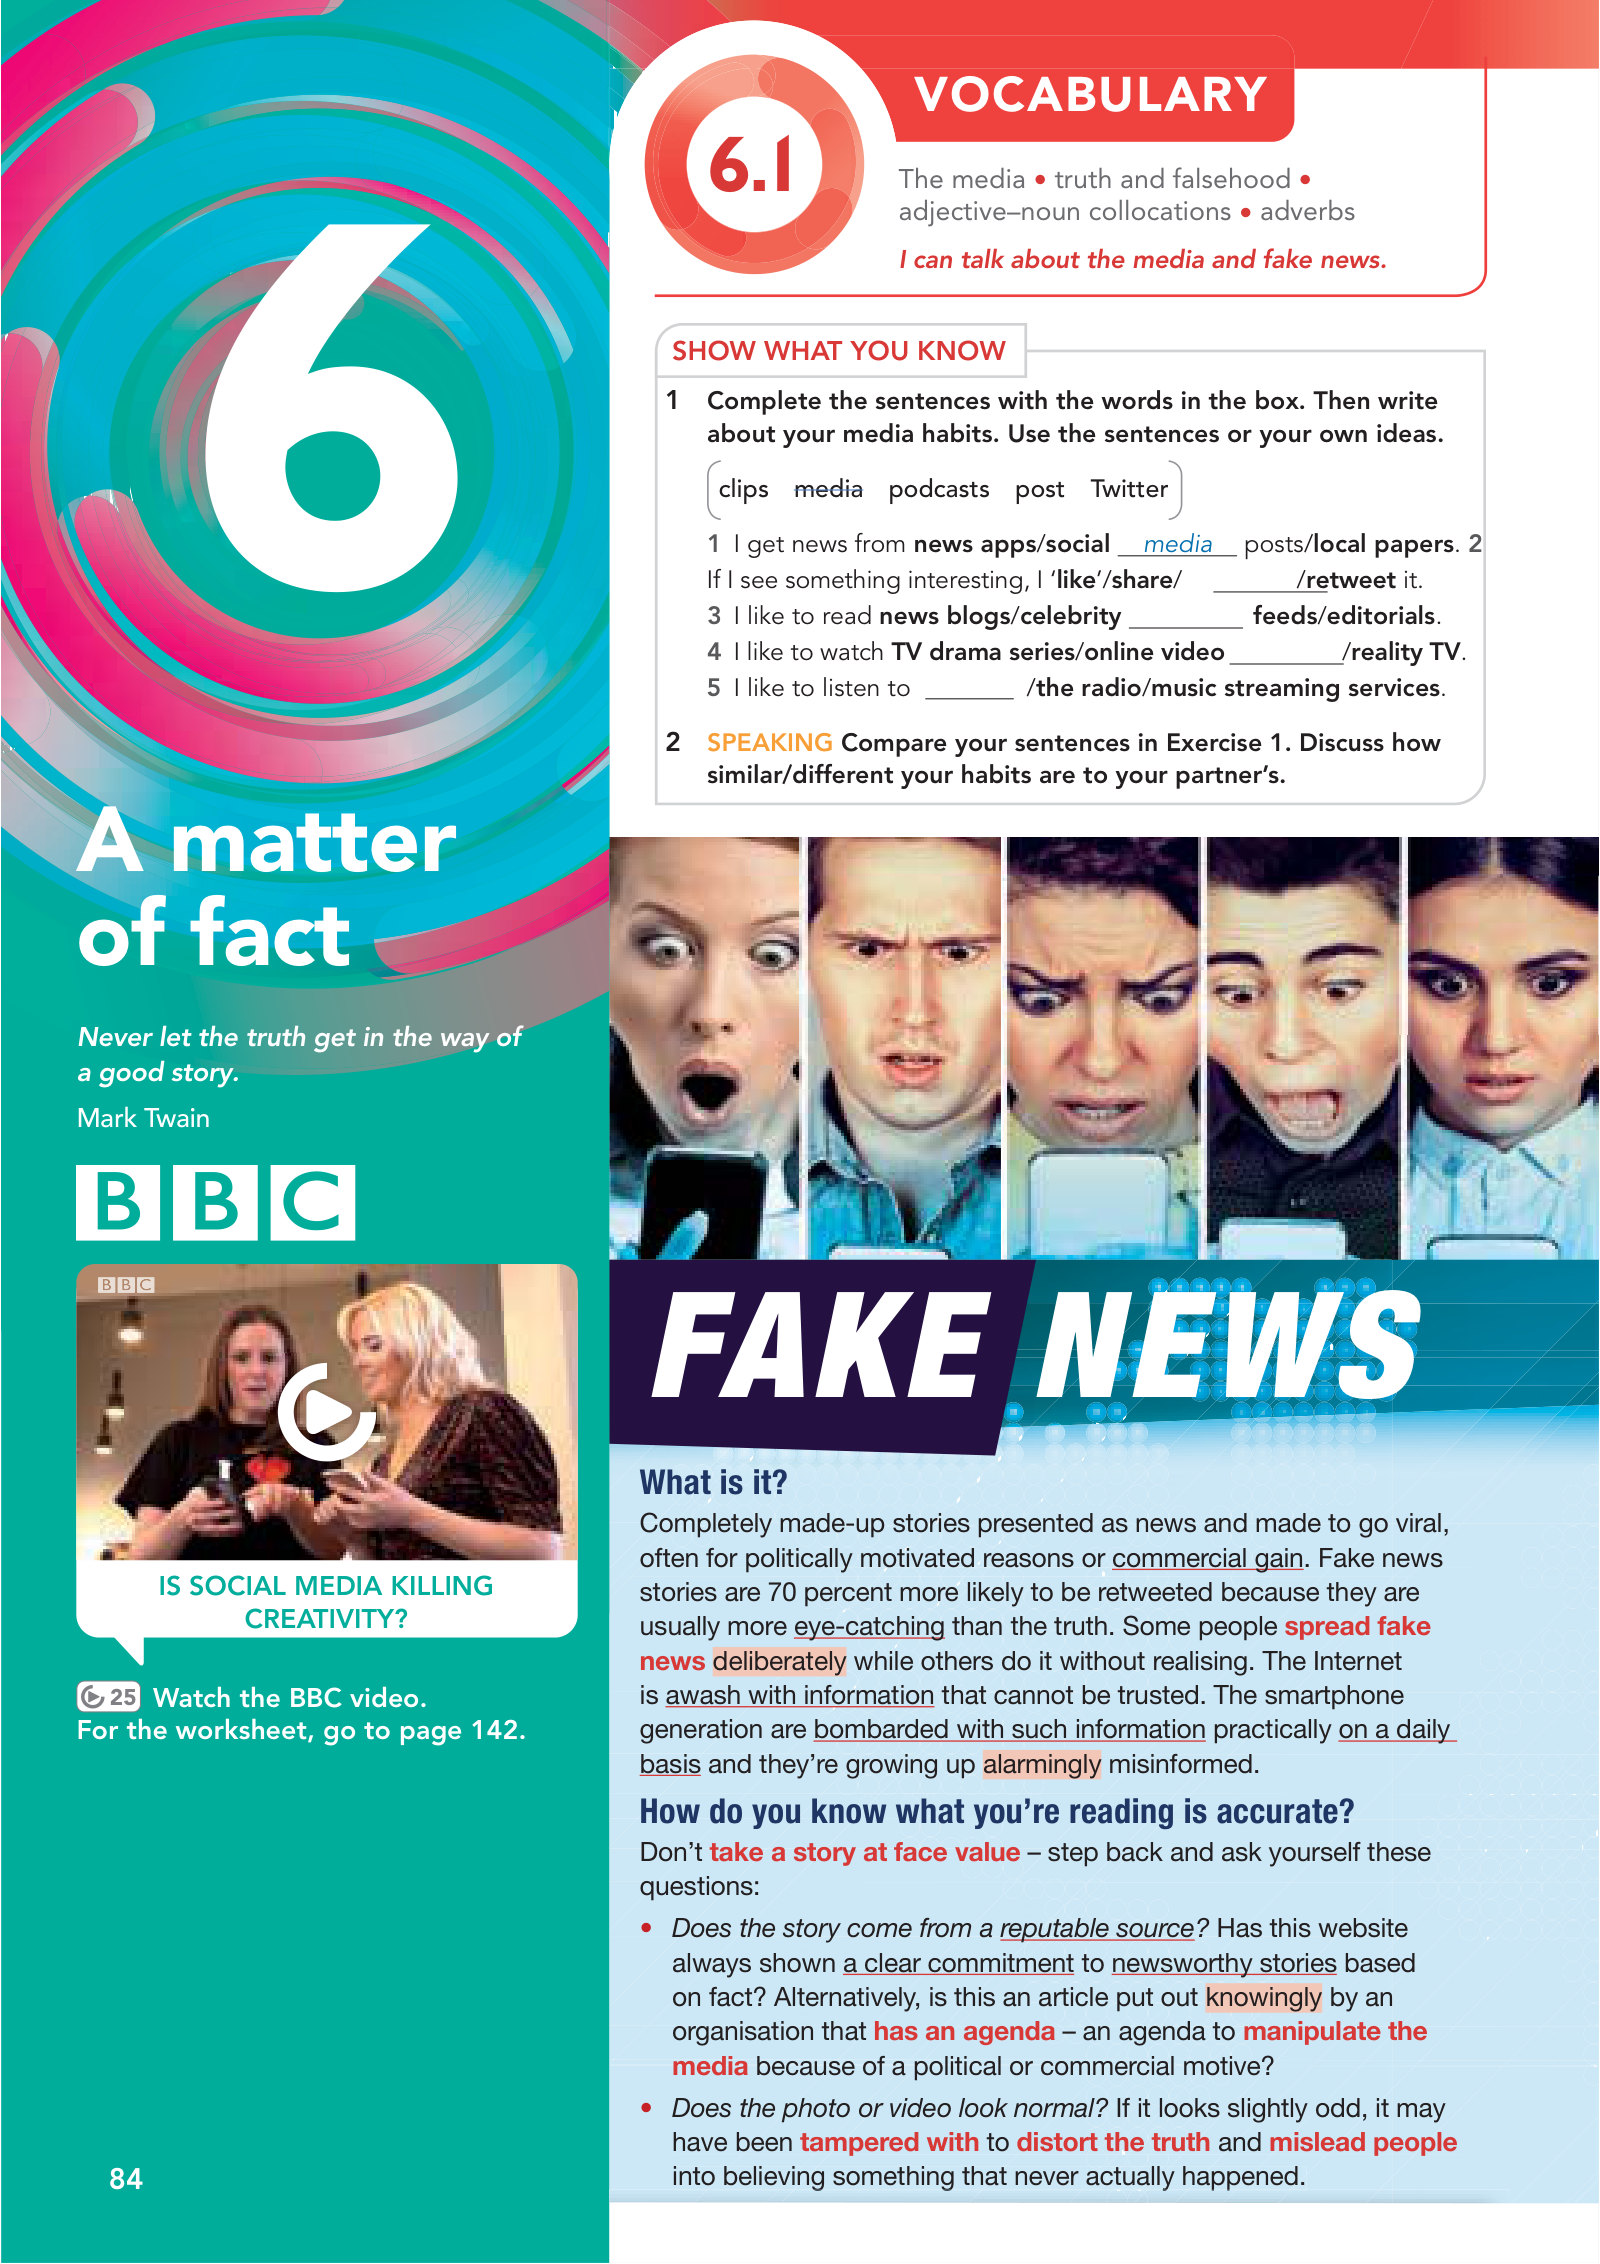 6
A matter
of fact
Never let the truth get in the way of
a good story.
Mark Twain
BBC
BBC
IS SOCIAL MEDIA KILLING
CREATIVITY?
25 Watch the BBC video.
For the worksheet, go to page 142.
84
6.1
VOCABULARY
The media • truth and falsehood •
adjective–noun collocations • adverbs
I can talk about the media and fake news.
SHOW WHAT YOU KNOW
1 Complete the sentences with the words in the box. Then write
about your media habits. Use the sentences or your own ideas.
clips media podcasts post Twitter
1 I get news from news apps/social media posts/local papers. 2
If I see something interesting, I ‘like’/share/ ________/retweet it.
3 I like to read news blogs/celebrity ________ feeds/editorials.
4 I like to watch TV drama series/online video ________/reality TV.
5 I like to listen to ________ /the radio/music streaming services.
2 SPEAKING Compare your sentences in Exercise 1. Discuss how
similar/different your habits are to your partner’s.
FAKE NEWS
What is it?
Completely made-up stories presented as news and made to go viral,
often for politically motivated reasons or commercial gain. Fake news
stories are 70 percent more likely to be retweeted because they are
usually more eye-catching than the truth. Some people spread fake
news deliberately while others do it without realising. The Internet
is awash with information that cannot be trusted. The smartphone
generation are bombarded with such information practically on a daily
basis and they’re growing up alarmingly misinformed.
How do you know what you’re reading is accurate?
Don’t take a story at face value – step back and ask yourself these
questions:
• Does the story come from a reputable source? Has this website
always shown a clear commitment to newsworthy stories based
on fact? Alternatively, is this an article put out knowingly by an
organisation that has an agenda – an agenda to manipulate the
media because of a political or commercial motive?
• Does the photo or video look normal? If it looks slightly odd, it may
have been tampered with to distort the truth and mislead people
into believing something that never actually happened.